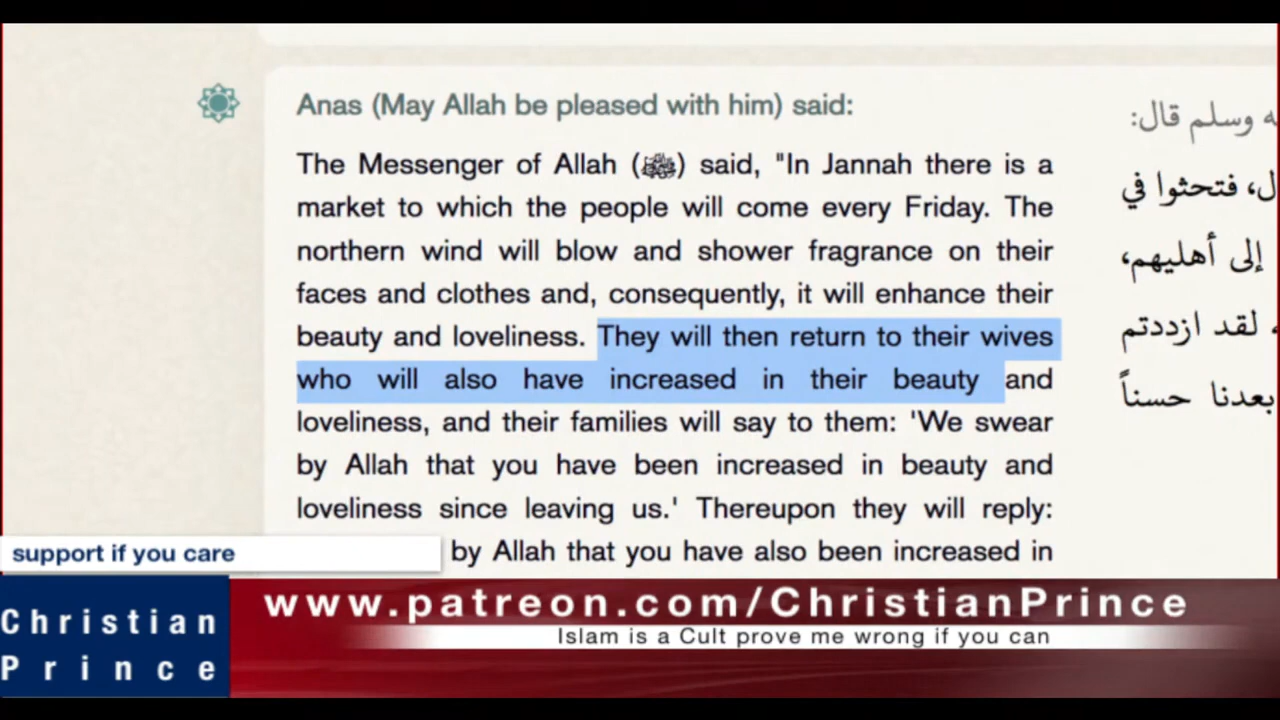 Anas (May Allah be pleased with him) said:
The Messenger of Allah (ﷺ) said, "In Jannah there is a
market to which the people will come every Friday. The
northern wind will blow and shower fragrance on their
faces and clothes and, consequently, it will enhance their
beauty and loveliness. They will then return to their wives
who will also have increased in their beauty and
loveliness, and their families will say to them: 'We swear
by Allah that you have been increased in beauty and
loveliness since leaving us.' Thereupon they will reply:
by Allah that you have also been increased in
وسلم قال:
فتحثوا في
إلى أهليهم،
لقد ازددتم
بعدنا حسناً
support if you care
Christian
Prince
www.patreon.com/ChristianPrince
Islam is a Cult prove me wrong if you can